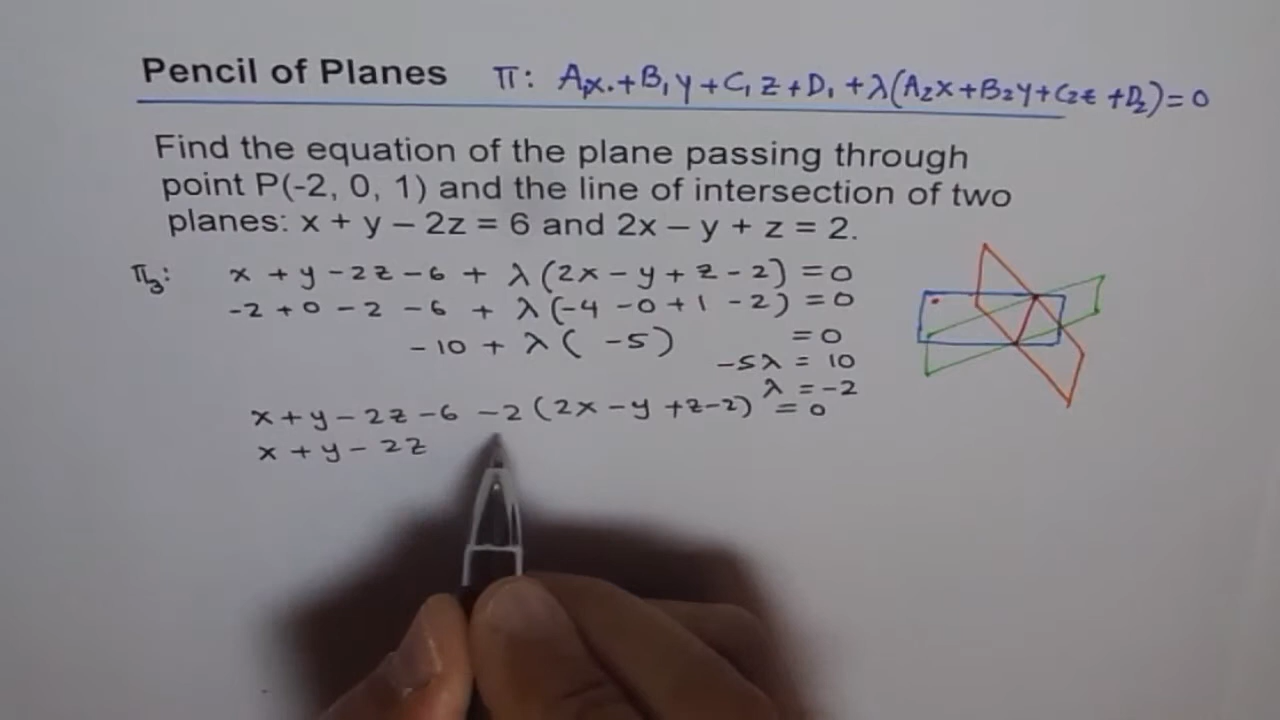 Pencil of Planes π: A₁x + B₁y + C₁z + D₁ + λ(A₂x + B₂y + C₂z + D₂) = 0
Find the equation of the plane passing through
point P(-2, 0, 1) and the line of intersection of two
planes: x + y – 2z = 6 and 2x – y + z = 2.
π₃: x + y - 2z - 6 + λ(2x - y + z - 2) = 0
-2 + 0 - 2 - 6 + λ(-4 - 0 + 1 - 2) = 0
-10 + λ( -5) = 0
-5λ = 10
λ = -2
x + y - 2z - 6 -2(2x - y + z - 2) = 0
x + y - 2z